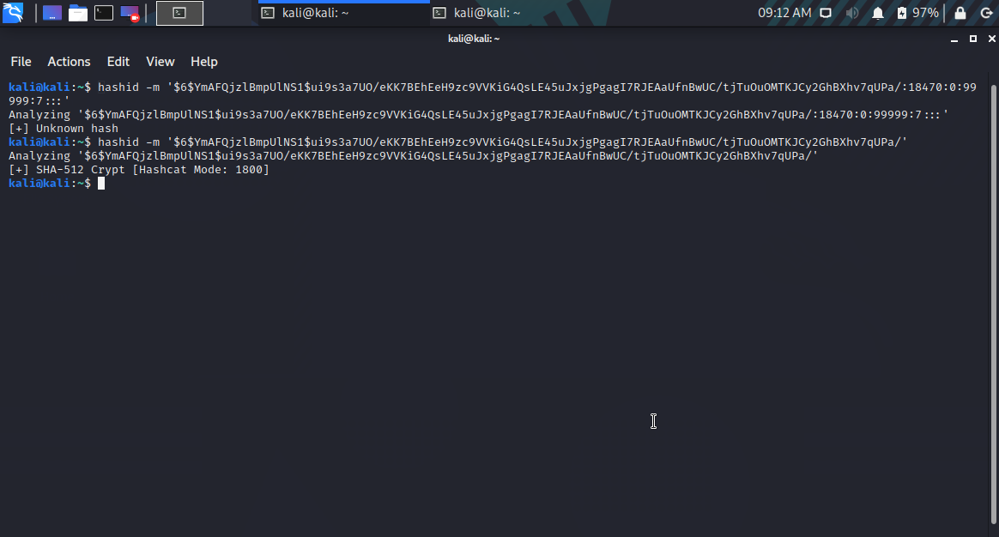 kali@kali: ~
kali@kali: ~
09:12 AM
97%
kali@kali: ~
File Actions Edit View Help
kali@kali:~$ hashid -m '$6$YmAFQjzlBmpUlNS1$ui9s3a7UO/eKK7BEhEeH9zc9VVKiG4QsLE45uJxjgPgagI7RJEAaUfnBwUC/tjTuOuOMTKJCy2GhBXhv7qUPa/:18470:0:99
999:7:::'
Analyzing '$6$YmAFQjzlBmpUlNS1$ui9s3a7UO/eKK7BEhEeH9zc9VVKiG4QsLE45uJxjgPgagI7RJEAaUfnBwUC/tjTuOuOMTKJCy2GhBXhv7qUPa/:18470:0:99999:7:::'
[+] Unknown hash
kali@kali:~$ hashid -m '$6$YmAFQjzlBmpUlNS1$ui9s3a7UO/eKK7BEhEeH9zc9VVKiG4QsLE45uJxjgPgagI7RJEAaUfnBwUC/tjTuOuOMTKJCy2GhBXhv7qUPa/'
Analyzing '$6$YmAFQjzlBmpUlNS1$ui9s3a7UO/eKK7BEhEeH9zc9VVKiG4QsLE45uJxjgPgagI7RJEAaUfnBwUC/tjTuOuOMTKJCy2GhBXhv7qUPa/'
[+] SHA-512 Crypt [Hashcat Mode: 1800]
kali@kali:~$